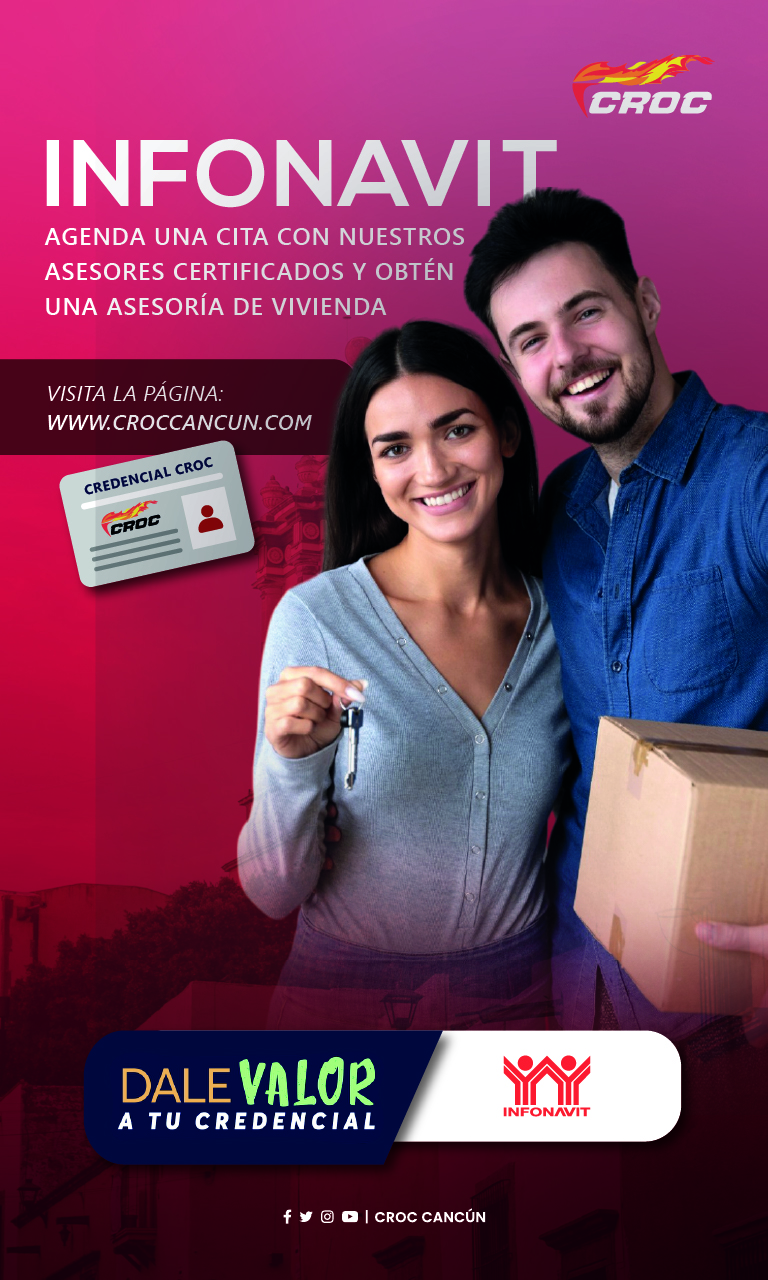 CROC
INFONAVIT
AGENDA UNA CITA CON NUESTROS
ASESORES CERTIFICADOS Y OBTÉN
UNA ASESORÍA DE VIVIENDA
VISITA LA PÁGINA:
WWW.CROCCANCUN.COM
CREDENCIAL CROC
CROC
DALE VALOR
A TU CREDENCIAL
INFONAVIT
| CROC CANCÚN